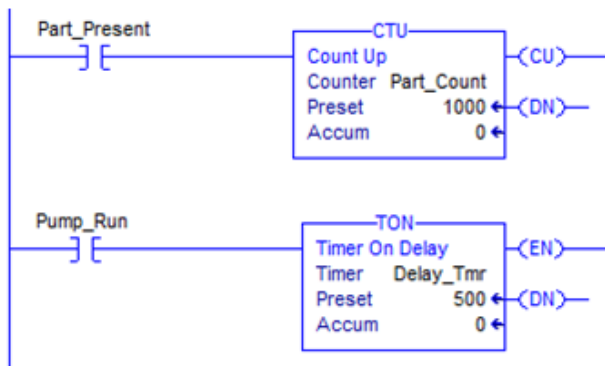 Part_Present
CTU
Count Up
CU
Counter Part_Count
Preset 1000
DN
Accum 0
Pump_Run
TON
Timer On Delay
EN
Timer Delay_Tmr
Preset 500
DN
Accum 0